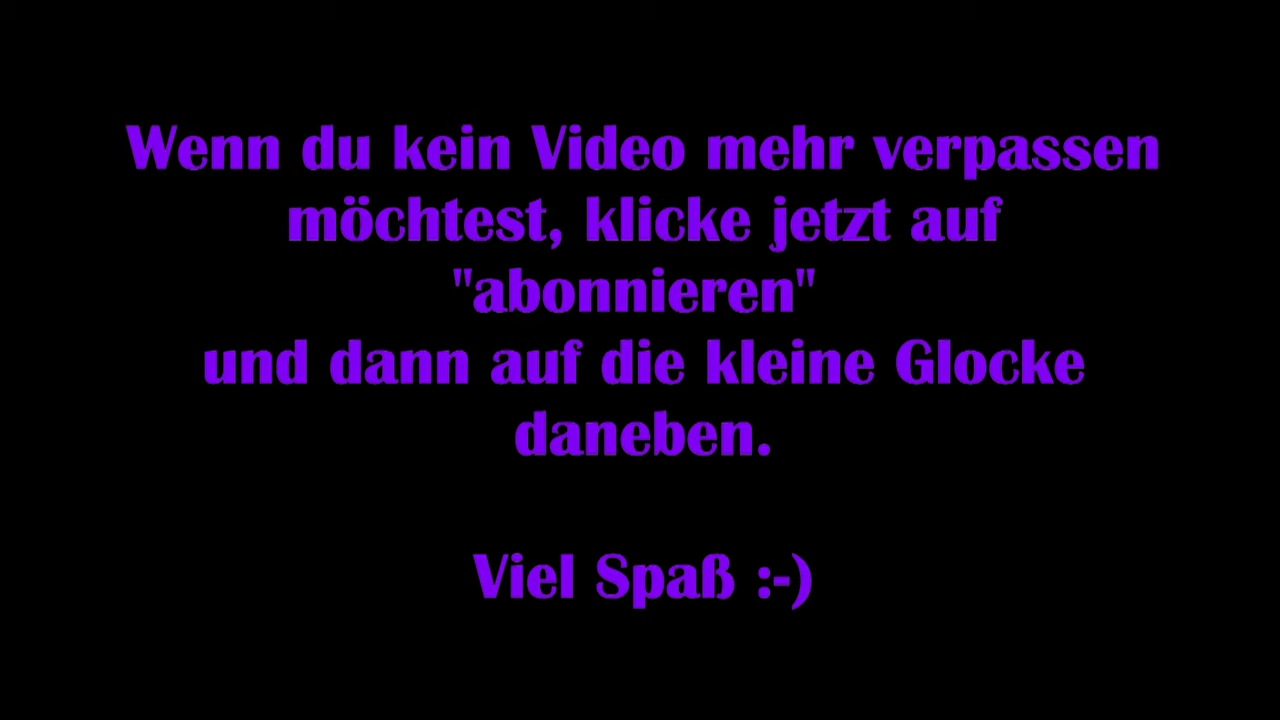 Wenn du kein Video mehr verpassen
möchtest, klicke jetzt auf
"abonnieren"
und dann auf die kleine Glocke
daneben.
Viel Spaß :-)